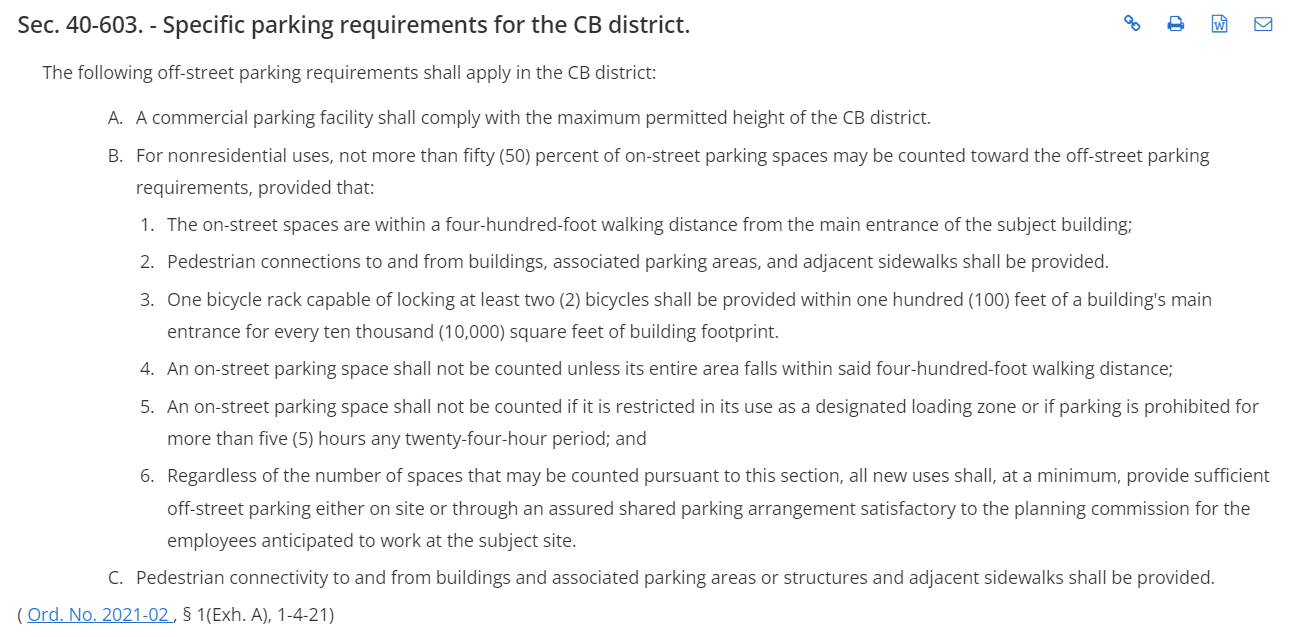 Sec. 40-603. - Specific parking requirements for the CB district.
The following off-street parking requirements shall apply in the CB district:
A. A commercial parking facility shall comply with the maximum permitted height of the CB district.
B. For nonresidential uses, not more than fifty (50) percent of on-street parking spaces may be counted toward the off-street parking
requirements, provided that:
1. The on-street spaces are within a four-hundred-foot walking distance from the main entrance of the subject building;
2. Pedestrian connections to and from buildings, associated parking areas, and adjacent sidewalks shall be provided.
3. One bicycle rack capable of locking at least two (2) bicycles shall be provided within one hundred (100) feet of a building's main
entrance for every ten thousand (10,000) square feet of building footprint.
4. An on-street parking space shall not be counted unless its entire area falls within said four-hundred-foot walking distance;
5. An on-street parking space shall not be counted if it is restricted in its use as a designated loading zone or if parking is prohibited for
more than five (5) hours any twenty-four-hour period; and
6. Regardless of the number of spaces that may be counted pursuant to this section, all new uses shall, at a minimum, provide sufficient
off-street parking either on site or through an assured shared parking arrangement satisfactory to the planning commission for the
employees anticipated to work at the subject site.
C. Pedestrian connectivity to and from buildings and associated parking areas or structures and adjacent sidewalks shall be provided.
( Ord. No. 2021-02 , § 1(Exh. A), 1-4-21)